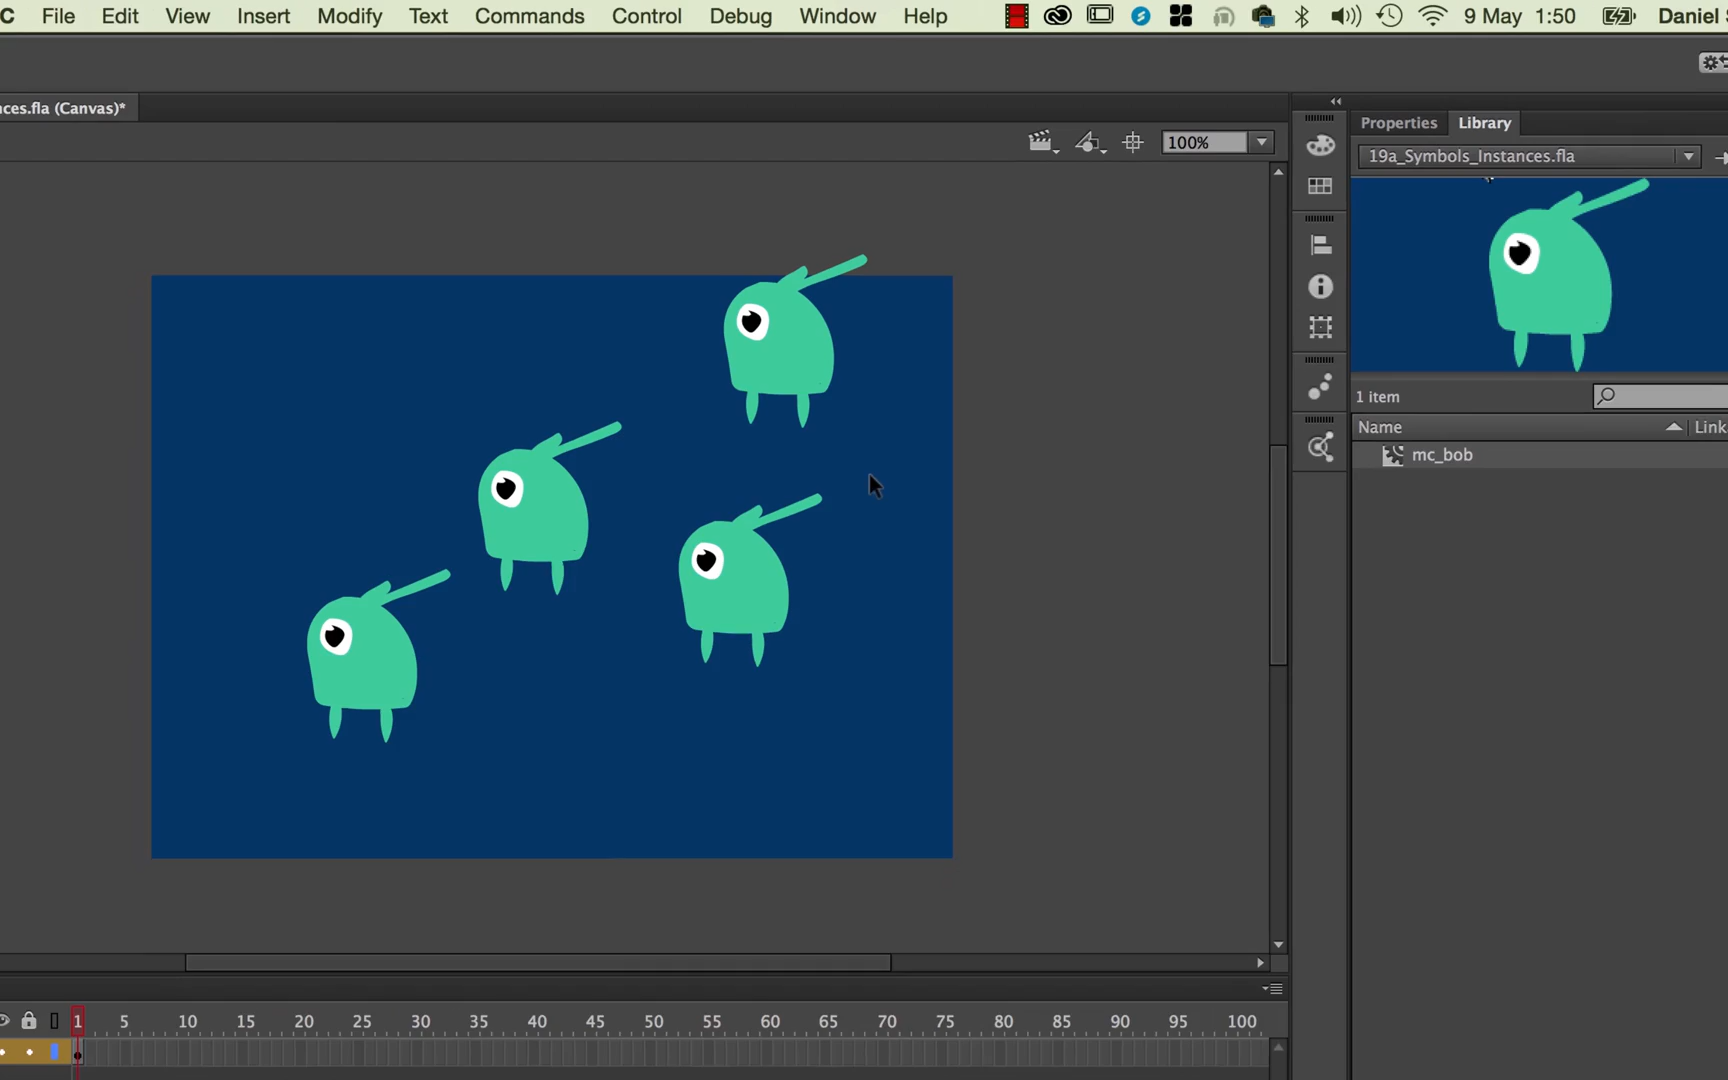 C File Edit View Insert Modify Text Commands Control Debug Window Help 9 May 1:50 Daniel
nces.fla (Canvas)*
100%
Properties Library
19a_Symbols_Instances.fla
1 item
Name Link
mc_bob
1 5 10 15 20 25 30 35 40 45 50 55 60 65 70 75 80 85 90 95 100